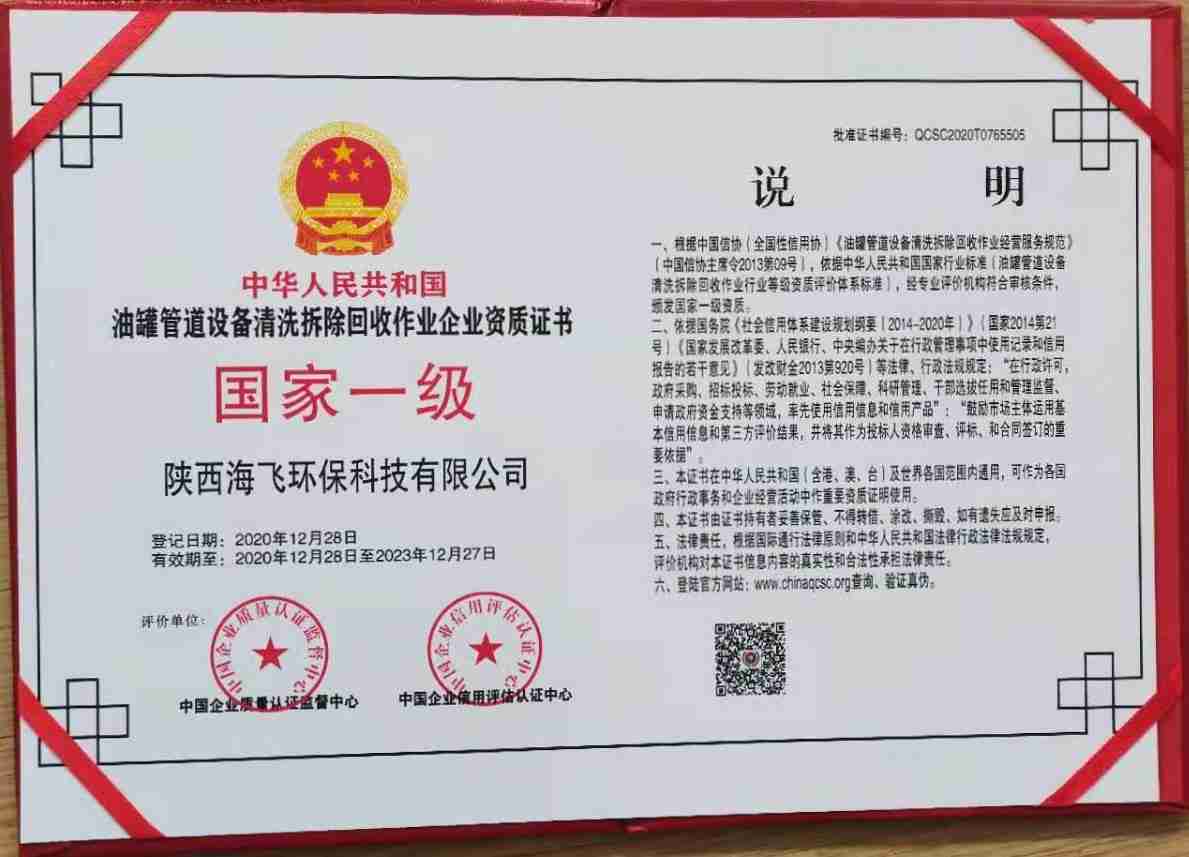 中华人民共和国
油罐管道设备清洗拆除回收作业企业资质证书
国家一级
陕西海飞环保科技有限公司
登记日期：2020年12月28日
有效期至：2020年12月28日至2023年12月27日
评价单位：
中国企业质量认证监督中心
中国企业质量认证监督中心
中国企业信用评估认证中心
中国企业信用评估认证中心
批准证书编号：QCSC2020T0765505
说 明
一、根据中国信协（全国性信用协）《油罐管道设备清洗拆除回收作业经营服务规范》
（中国信协主席令2013第09号），依据中华人民共和国国家行业标准（油罐管道设备
清洗拆除回收作业行业等级资质评价体系标准），经专业评价机构符合审核条件，
颁发国家一级资质。
二、依据国务院《社会信用体系建设规划纲要（2014-2020年）》（国家2014第21
号）《国家发展改革委、人民银行、中央编办关于在行政管理事项中使用记录和信用
报告的若干意见》（发改财金2013第920号）等法律、行政法规规定：“在行政许可，
政府采购、招标投标、劳动就业、社会保障、科研管理、干部选拔任用和管理监督、
申请政府资金支持等领域，率先使用信用信息和信用产品”：“鼓励市场主体运用基
本信用信息和第三方评价结果，并将其作为投标人资格审查、评标、和合同签订的重
要依据”。
三、本证书在中华人民共和国（含港、澳、台）及世界各国范围内通用，可作为各国
政府行政事务和企业经营活动中作重要资质证明使用。
四、本证书由证书持有者妥善保管、不得转借、涂改、撕毁、如有遗失应及时申报。
五、法律责任，根据国际通行法律原则和中华人民共和国法律行政法律法规规定，
评价机构对本证书信息内容的真实性和合法性承担法律责任。
六、登陆官方网站：www.chinaqcsc.org查询、验证真伪。